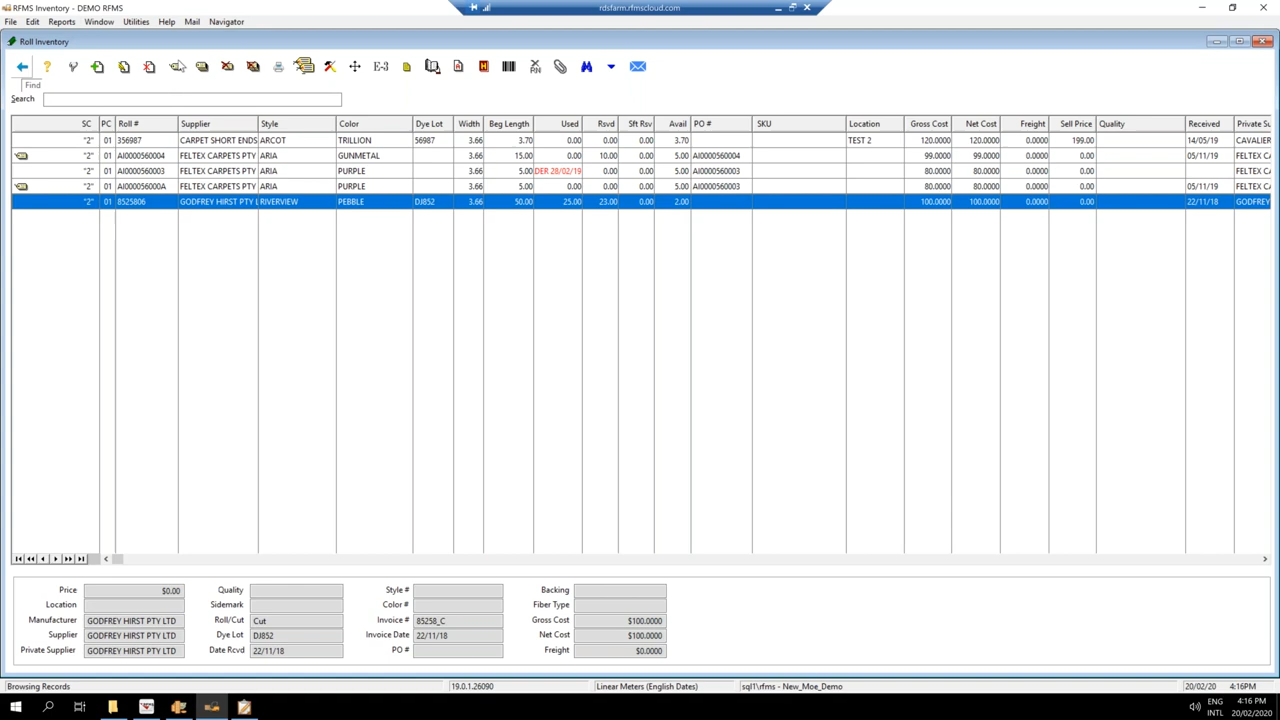 RFMS Inventory - DEMO RFMS
rdsfarm.rfmscloud.com
File Edit Reports Window Utilities Help Mail Navigator
Roll Inventory
E-3 RN
Find
Search
SC PC Roll # Supplier Style Color Dye Lot Width Beg Length Used Rsvd Sft Rsv Avail PO # SKU Location Gross Cost Net Cost Freight Sell Price Quality Received Private Su
"2" 01 356987 CARPET SHORT ENDS ARCOT TRILLION 56987 3.66 3.70 0.00 0.00 0.00 3.70 TEST 2 120.0000 120.0000 0.0000 199.00 14/05/19 CAVALIER
"2" 01 AI0000560004 FELTEX CARPETS PTY ARIA GUNMETAL 3.66 15.00 0.00 10.00 0.00 5.00 AI0000560004 99.0000 99.0000 0.0000 0.00 05/11/19 FELTEX C
"2" 01 AI0000560003 FELTEX CARPETS PTY ARIA PURPLE 3.66 5.00 DER 28/02/19 0.00 0.00 5.00 AI0000560003 80.0000 80.0000 0.0000 0.00 FELTEX C
"2" 01 AI000056000A FELTEX CARPETS PTY ARIA PURPLE 3.66 5.00 0.00 0.00 0.00 5.00 AI0000560003 80.0000 80.0000 0.0000 0.00 05/11/19 FELTEX C
"2" 01 8525806 GODFREY HIRST PTY L RIVERVIEW PEBBLE DJ852 3.66 50.00 25.00 23.00 0.00 2.00 100.0000 100.0000 0.0000 0.00 22/11/18 GODFREY
Price $0.00 Quality Style # Backing
Location Sidemark Color # Fiber Type
Manufacturer GODFREY HIRST PTY LTD Roll/Cut Cut Invoice # 85258_C Gross Cost $100.0000
Supplier GODFREY HIRST PTY LTD Dye Lot DJ852 Invoice Date 22/11/18 Net Cost $100.0000
Private Supplier GODFREY HIRST PTY LTD Date Rcvd 22/11/18 PO # Freight $0.0000
Browsing Records 19.0.1.26090 Linear Meters (English Dates) sql1\rfms - New_Moe_Demo 20/02/20 4:16PM
ENG 4:16 PM
INTL 20/02/2020